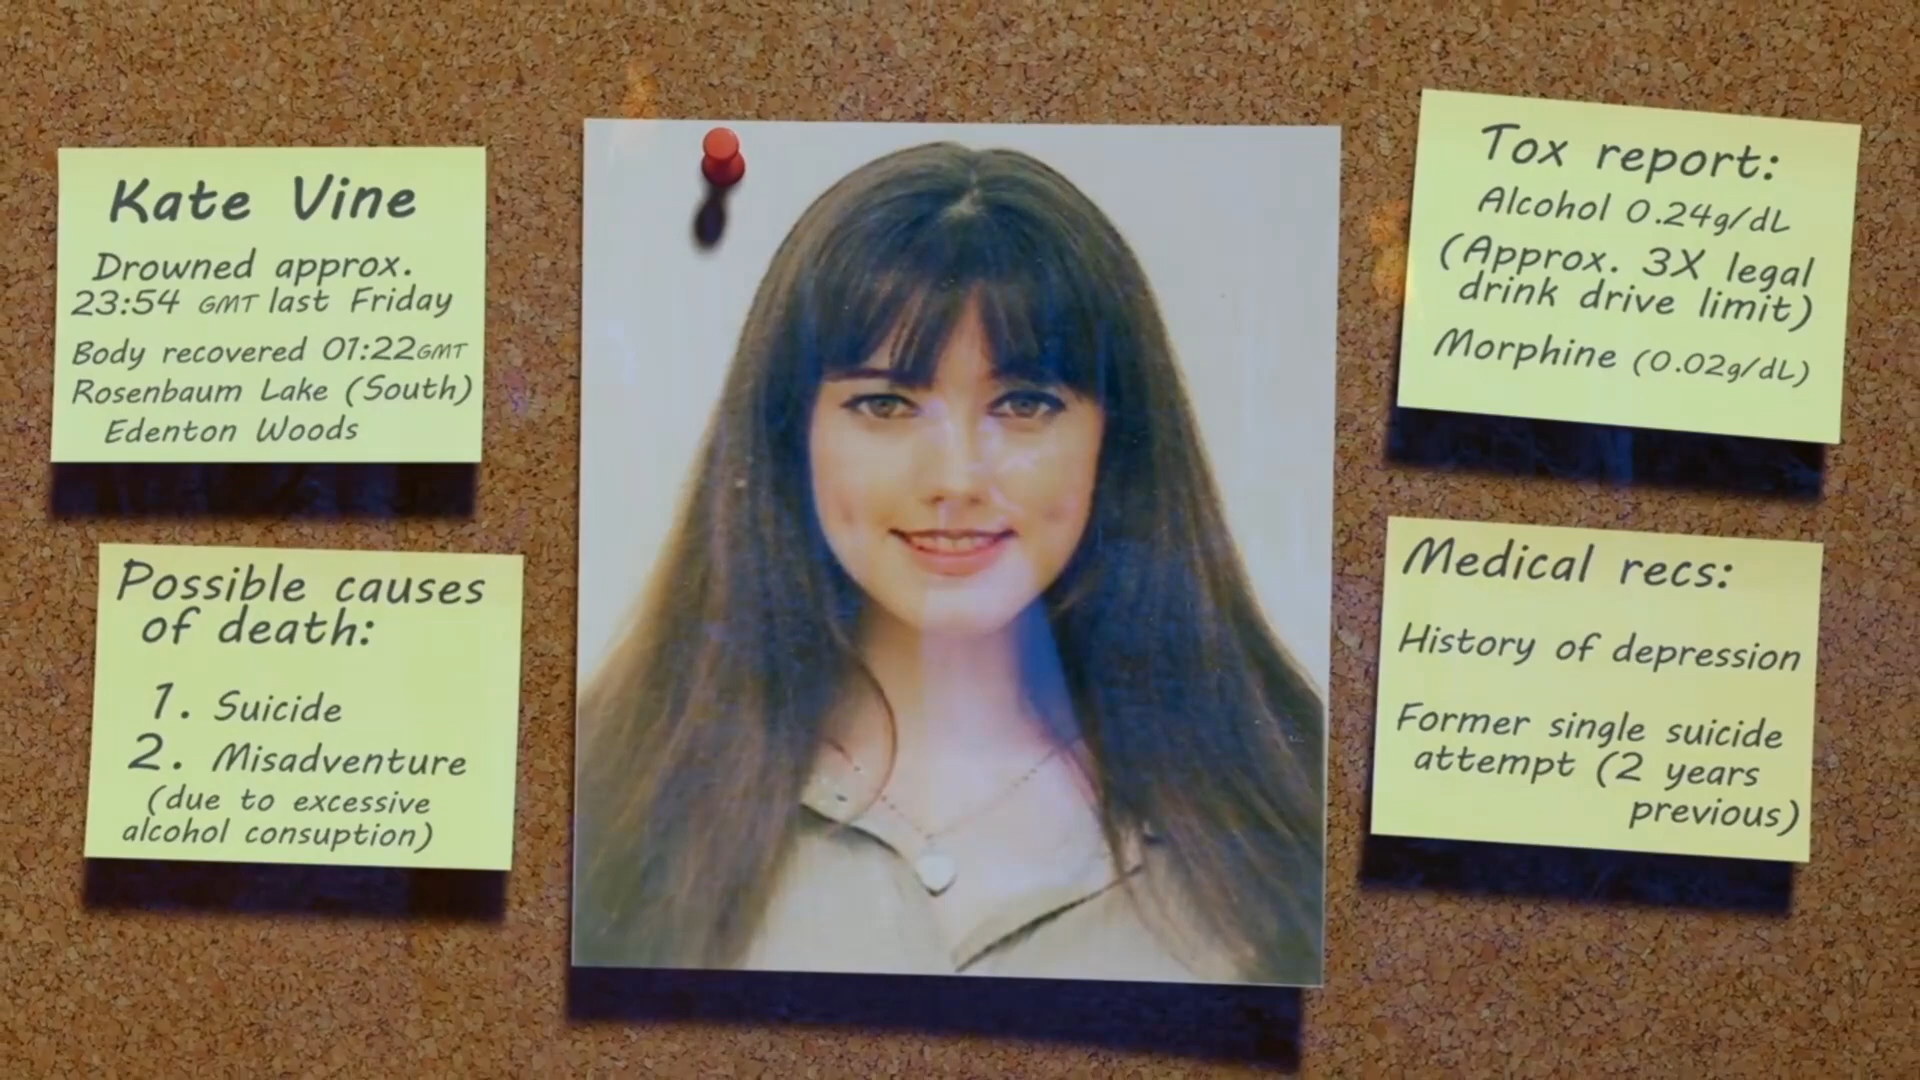 Kate Vine
Drowned approx.
23:54 GMT last Friday
Body recovered 01:22 GMT
Rosenbaum Lake (South)
Edenton Woods
Possible causes
of death:
1. Suicide
2. Misadventure
(due to excessive
alcohol consuption)
Tox report:
Alcohol 0.24g/dL
(Approx. 3X legal
drink drive limit)
Morphine (0.02g/dL)
Medical recs:
History of depression
Former single suicide
attempt (2 years
previous)